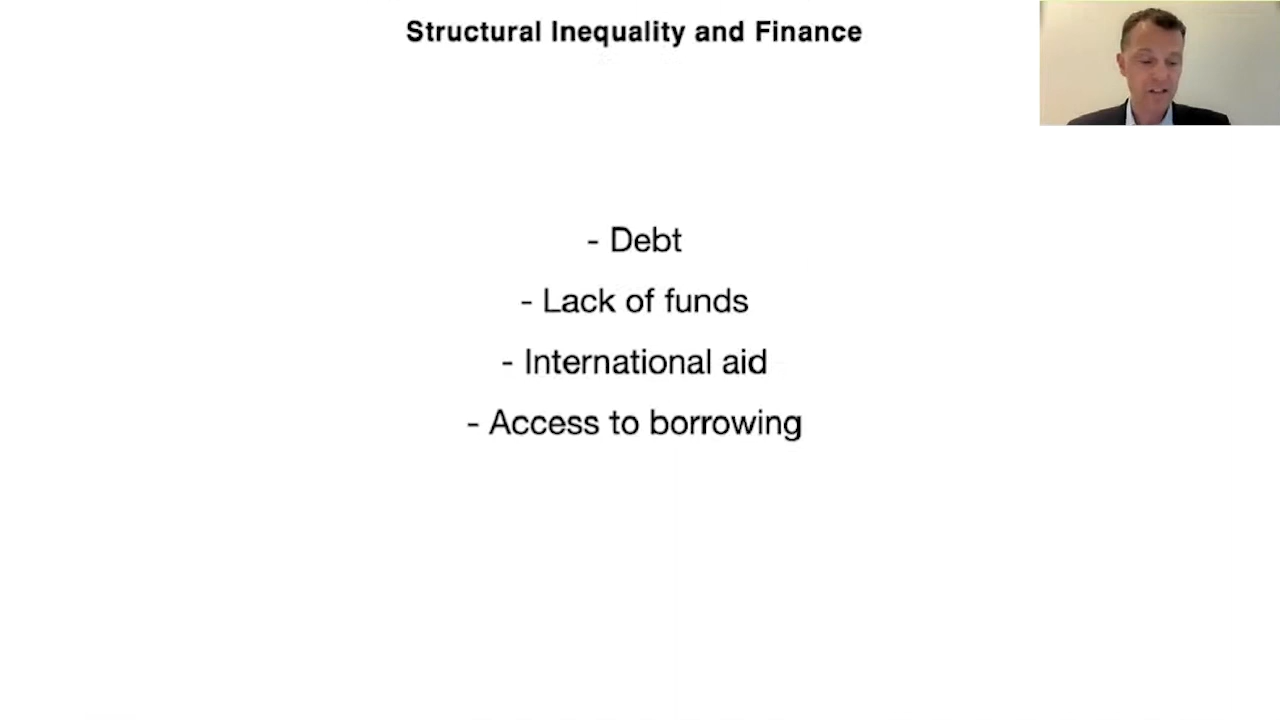 Structural Inequality and Finance
- Debt
- Lack of funds
- International aid
- Access to borrowing